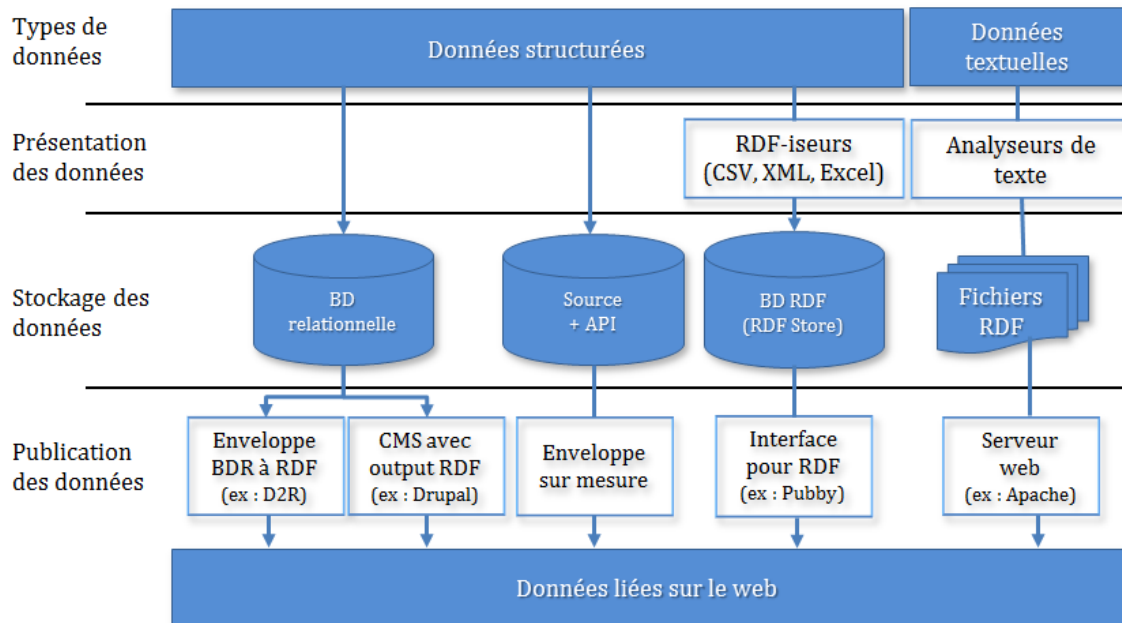 Types de
données
Données structurées
Données
textuelles
Présentation
des données
RDF-iseurs
(CSV, XML, Excel)
Analyseurs de
texte
Stockage des
données
BD
relationnelle
Source
+ API
BD RDF
(RDF Store)
Fichiers
RDF
Publication
des données
Enveloppe
BDR à RDF
(ex : D2R)
CMS avec
output RDF
(ex : Drupal)
Enveloppe
sur mesure
Interface
pour RDF
(ex : Pubby)
Serveur
web
(ex : Apache)
Données liées sur le web